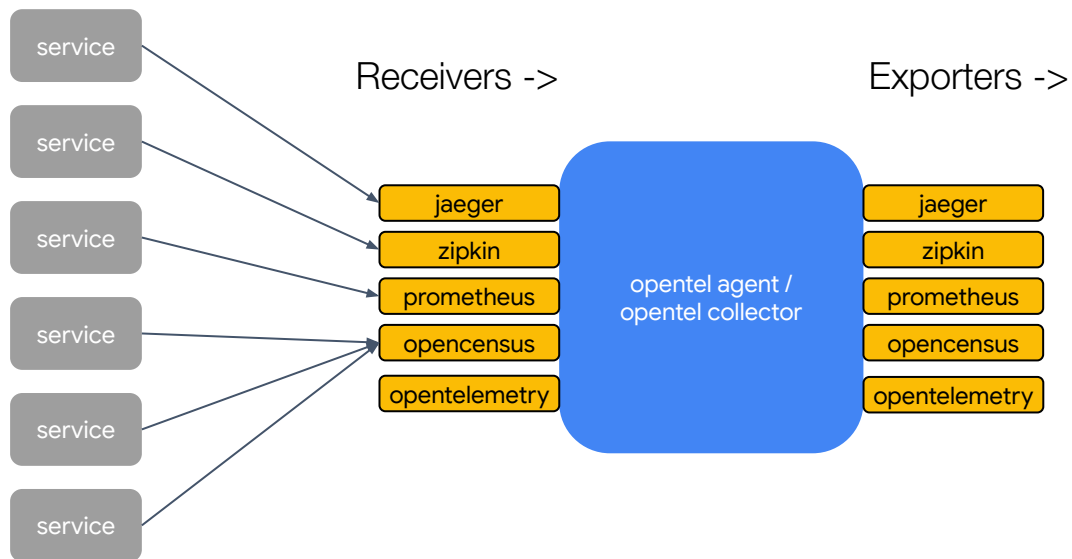 service
service
service
service
service
service
Receivers ->
jaeger
zipkin
prometheus
opencensus
opentelemetry
opentel agent /
opentel collector
Exporters ->
jaeger
zipkin
prometheus
opencensus
opentelemetry